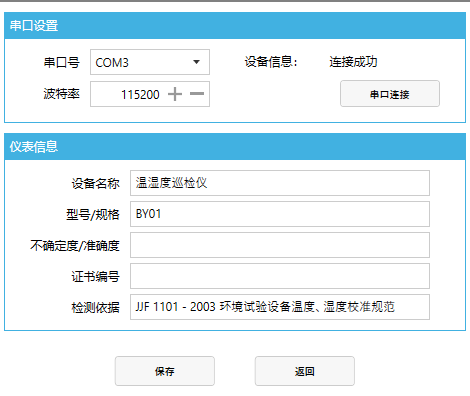 串口设置
串口号 COM3 设备信息: 连接成功
波特率 115200 串口连接
仪表信息
设备名称 温湿度巡检仪
型号/规格 BY01
不确定度/准确度
证书编号
检测依据 JJF 1101 - 2003 环境试验设备温度、湿度校准规范
保存 返回